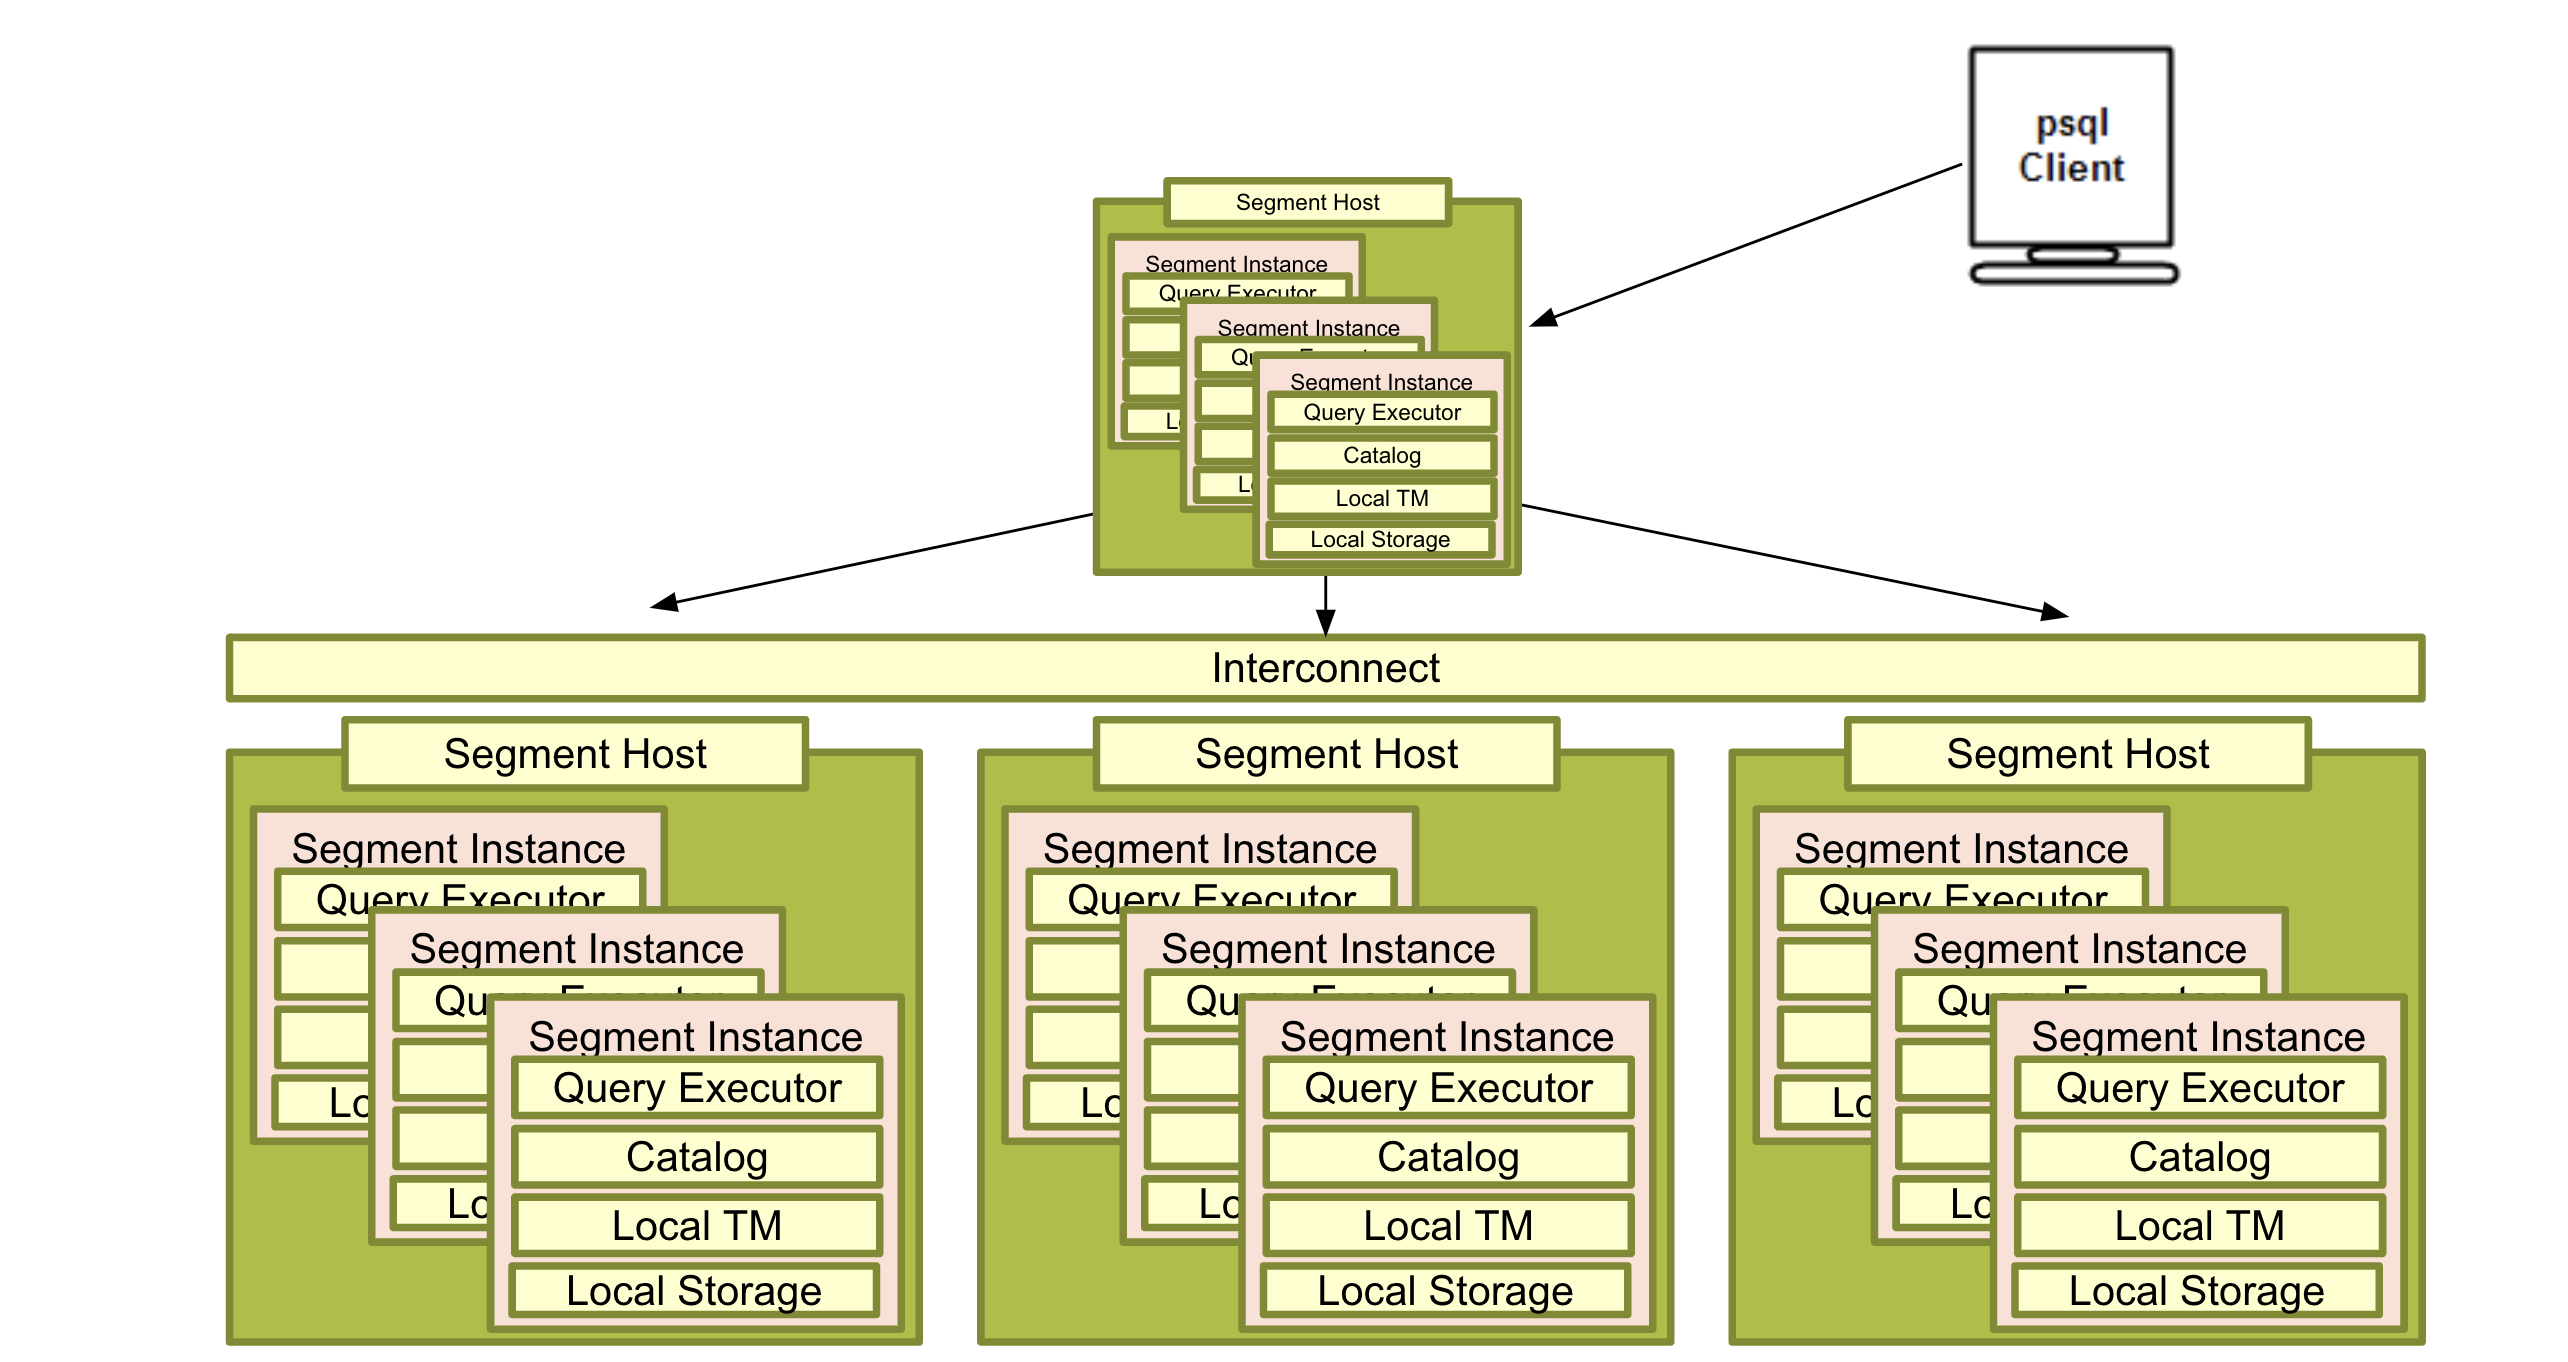 psql
Client
Segment Host
Segment Instance
Query Executor
Segment Instance
Segment Instance
Query Executor
Catalog
Local TM
Local Storage
Interconnect
Segment Host
Segment Host
Segment Host
Segment Instance
Query Executor
Segment Instance
Segment Instance
Query Executor
Catalog
Local TM
Local Storage
Segment Instance
Query Executor
Segment Instance
Segment Instance
Query Executor
Catalog
Local TM
Local Storage
Segment Instance
Query Executor
Segment Instance
Segment Instance
Query Executor
Catalog
Local TM
Local Storage